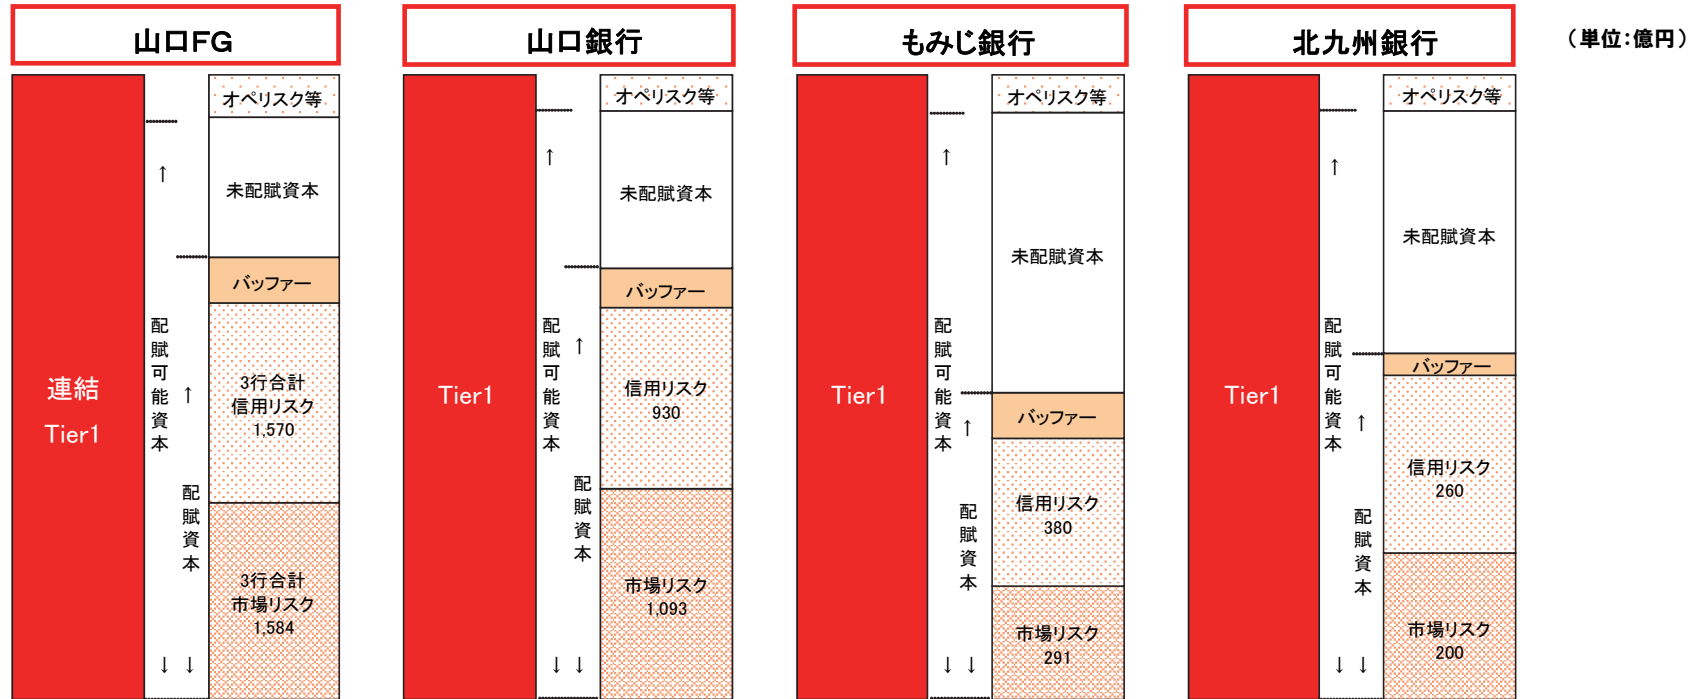 山口FG
山口銀行
もみじ銀行
北九州銀行
（単位:億円）
連結
Tier1
↑
配賦可能資本
↓
↑
配賦資本
↓
オペリスク等
未配賦資本
バッファー
3行合計
信用リスク
1,570
3行合計
市場リスク
1,584
Tier1
↑
配賦可能資本
↓
↑
配賦資本
↓
オペリスク等
未配賦資本
バッファー
信用リスク
930
市場リスク
1,093
Tier1
↑
配賦可能資本
↓
↑
配賦資本
↓
オペリスク等
未配賦資本
バッファー
信用リスク
380
市場リスク
291
Tier1
↑
配賦可能資本
↓
↑
配賦資本
↓
オペリスク等
未配賦資本
バッファー
信用リスク
260
市場リスク
200